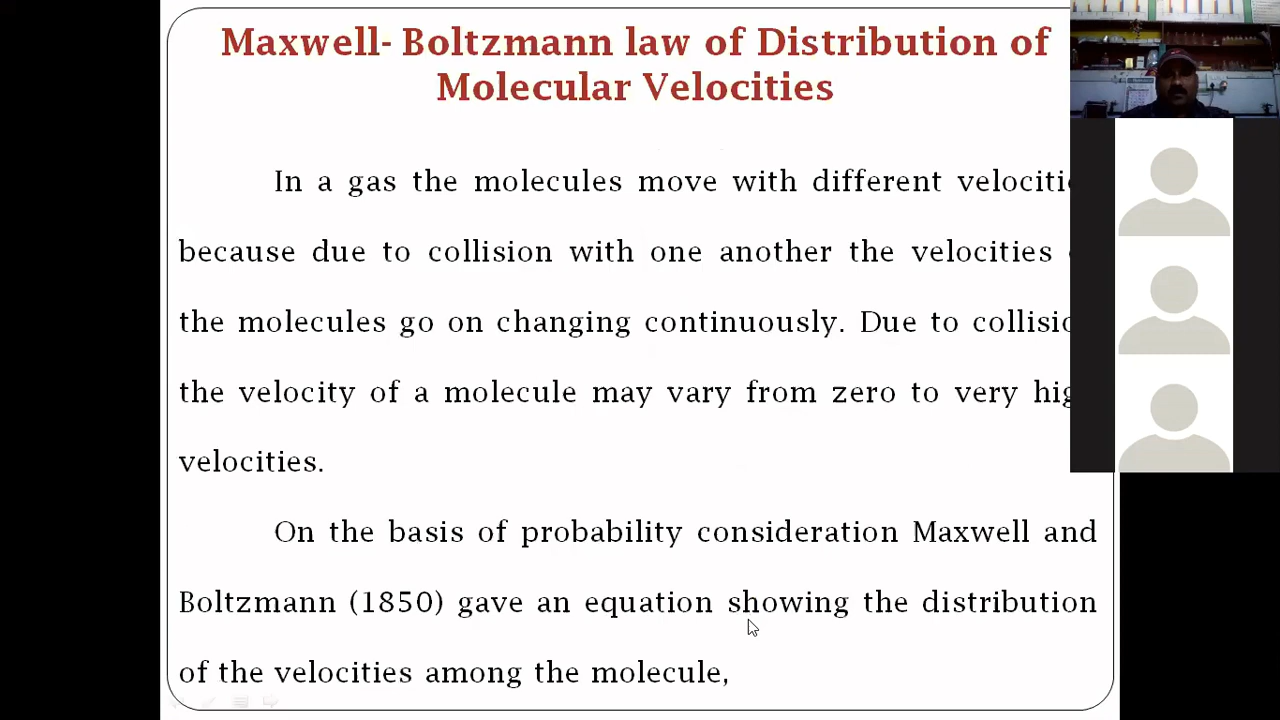 Maxwell- Boltzmann law of Distribution of
Molecular Velocities
In a gas the molecules move with different
because due to collision with one another the velocities
the molecules go on changing continuously. Due to
the velocity of a molecule may vary from zero to very
velocities.
On the basis of probability consideration Maxwell and
Boltzmann (1850) gave an equation showing the distribution
of the velocities among the molecule,